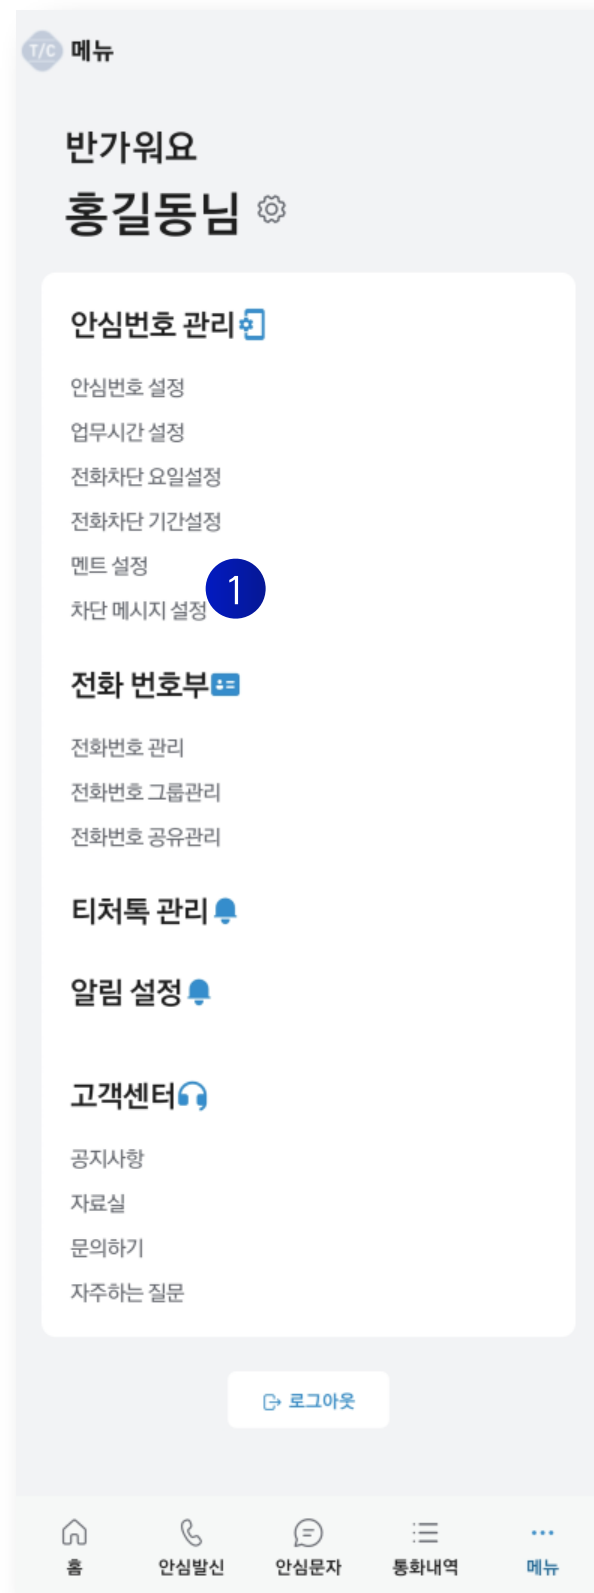 T/C 메뉴
반가워요
홍길동님
안심번호 관리
안심번호 설정
업무시간 설정
전화차단 요일설정
전화차단 기간설정
멘트 설정
1
차단 메시지 설정
전화 번호부
전화번호 관리
전화번호 그룹관리
전화번호 공유관리
티처톡 관리
알림 설정
고객센터
공지사항
자료실
문의하기
자주하는 질문
로그아웃
홈 안심발신 안심문자 통화내역 메뉴